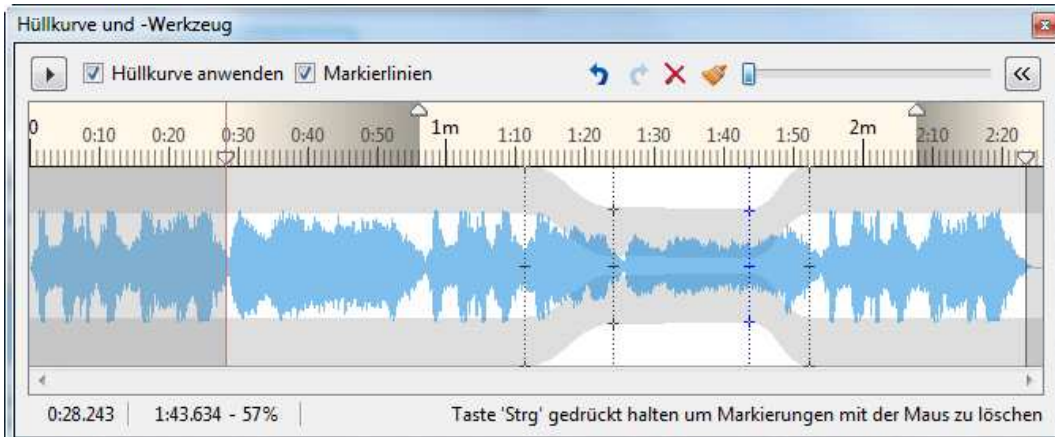 Hüllkurve und -Werkzeug
Hüllkurve anwenden Markierlinien
0 0:10 0:20 0:30 0:40 0:50 1m 1:10 1:20 1:30 1:40 1:50 2m 2:10 2:20
0:28.243 1:43.634 - 57% Taste 'Strg' gedrückt halten um Markierungen mit der Maus zu löschen